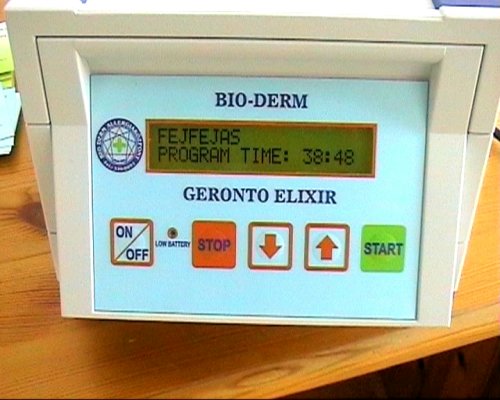 BIO-DERM
FEJFEJAS
PROGRAM TIME: 38:48
GERONTO ELIXIR
ON/OFF
LOW BATTERY
STOP
START